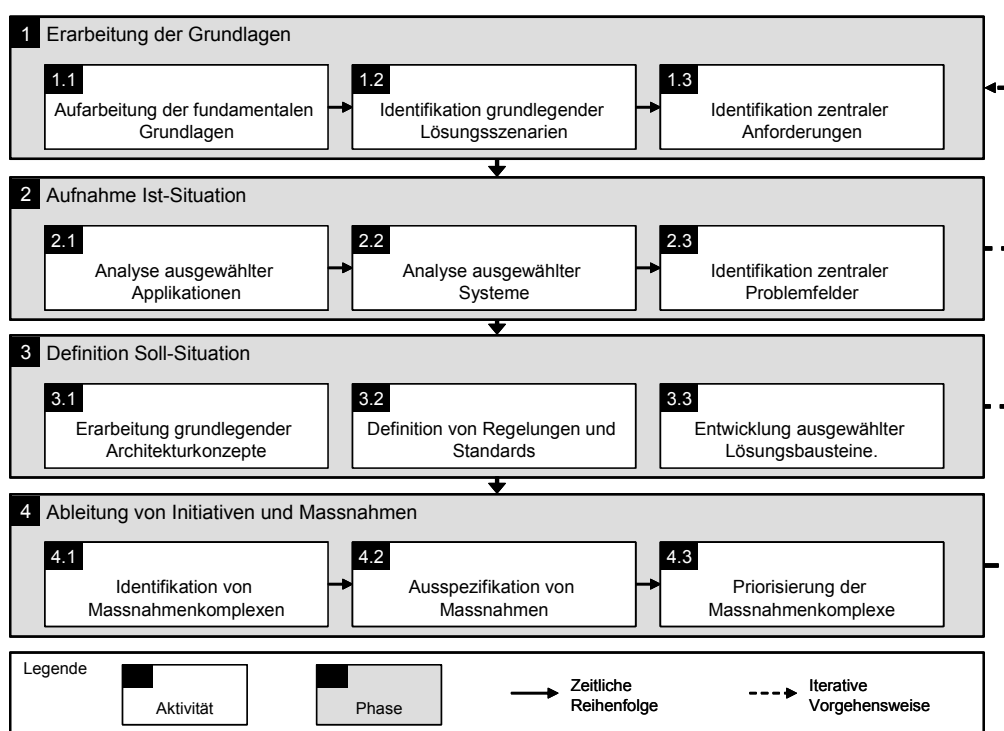 1 Erarbeitung der Grundlagen
1.1
Aufarbeitung der fundamentalen
Grundlagen
1.2
Identifikation grundlegender
Lösungsszenarien
1.3
Identifikation zentraler
Anforderungen
2 Aufnahme Ist-Situation
2.1
Analyse ausgewählter
Applikationen
2.2
Analyse ausgewählter
Systeme
2.3
Identifikation zentraler
Problemfelder
3 Definition Soll-Situation
3.1
Erarbeitung grundlegender
Architekturkonzepte
3.2
Definition von Regelungen und
Standards
3.3
Entwicklung ausgewählter
Lösungsbausteine.
4 Ableitung von Initiativen und Massnahmen
4.1
Identifikation von
Massnahmenkomplexen
4.2
Ausspezifikation von
Massnahmen
4.3
Priorisierung der
Massnahmenkomplexe
Legende
Aktivität
Phase
Zeitliche
Reihenfolge
Iterative
Vorgehensweise